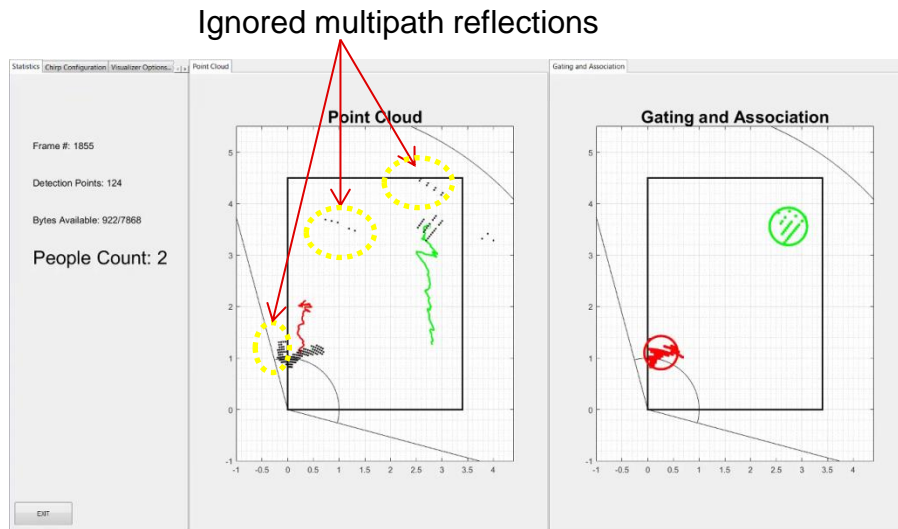 Ignored multipath reflections
Statistics Chirp Configuration Visualizer Options...
Point Cloud
Gating and Association
Frame #: 1855
Detection Points: 124
Bytes Available: 922/7868
People Count: 2
EXIT
Point Cloud
5
4
3
2
1
0
-1
-1 -0.5 0 0.5 1 1.5 2 2.5 3 3.5 4
Gating and Association
5
4
3
2
1
0
-1
-1 -0.5 0 0.5 1 1.5 2 2.5 3 3.5 4